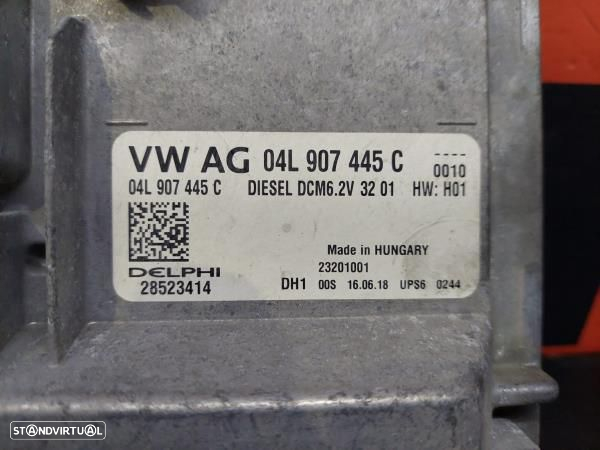 VW AG 04L 907 445 C ----
0010
04L 907 445 C DIESEL DCM6.2V 32 01 HW: H01
Made in HUNGARY
DELPHI 23201001
28523414 DH1 00S 16.06.18 UPS6 0244
STANDVIRTUAL